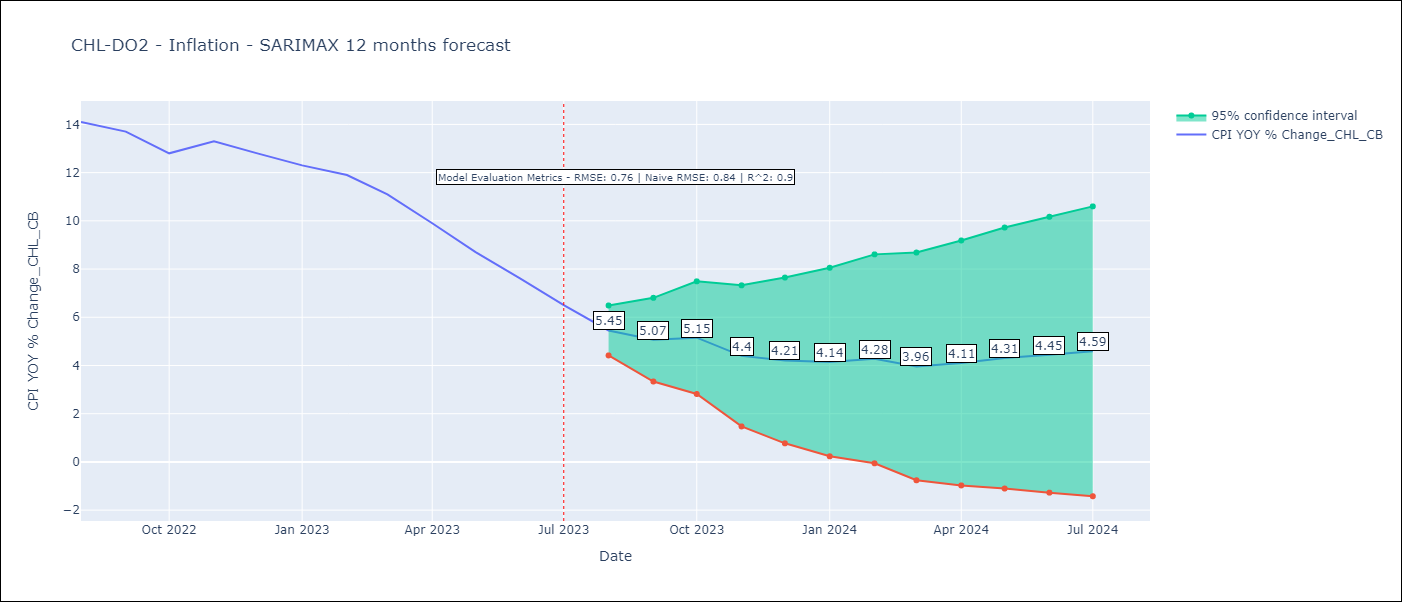 CHL-DO2 - Inflation - SARIMAX 12 months forecast
95% confidence interval
CPI YOY % Change_CHL_CB
Model Evaluation Metrics - RMSE: 0.76 | Naive RMSE: 0.84 | R^2: 0.9
CPI YOY % Change_CHL_CB
14
12
10
8
6
4
2
0
−2
5.45
5.07
5.15
4.4
4.21
4.14
4.28
3.96
4.11
4.31
4.45
4.59
Oct 2022
Jan 2023
Apr 2023
Jul 2023
Oct 2023
Jan 2024
Apr 2024
Jul 2024
Date